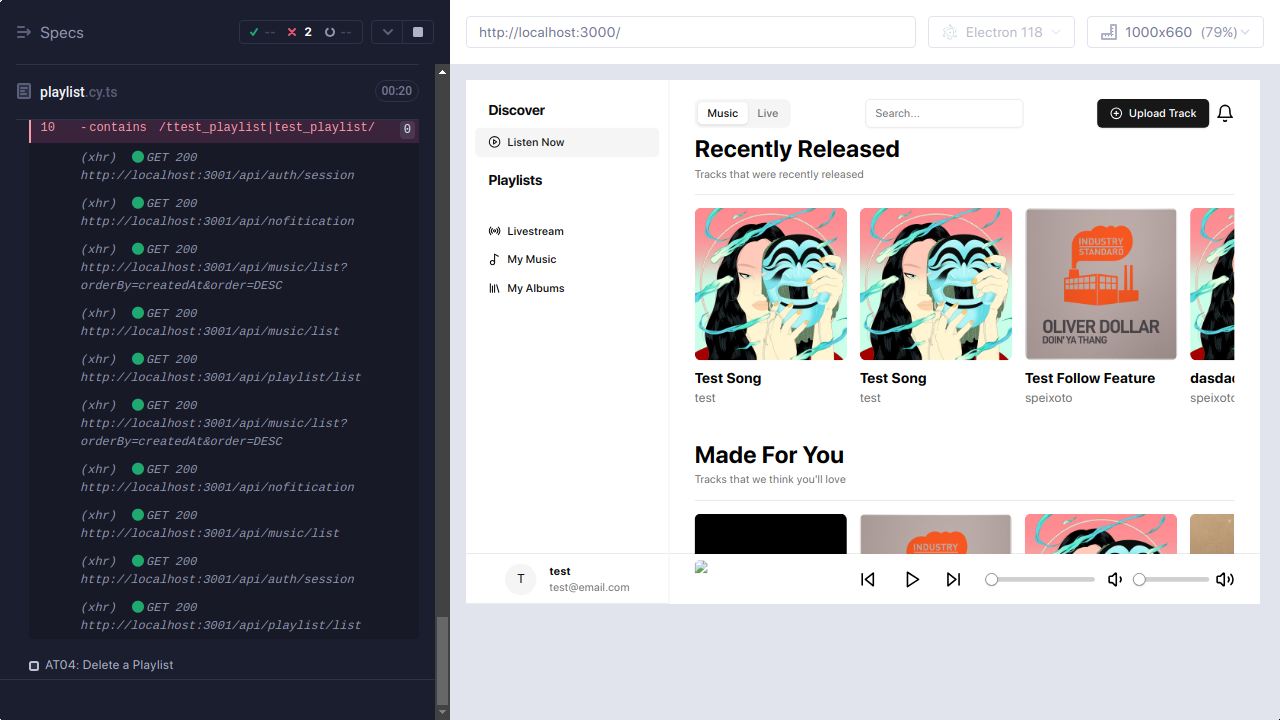 Specs
-- 2 --
playlist.cy.ts 00:20
10 -contains /ttest_playlist|test_playlist/ 0
(xhr) GET 200
http://localhost:3001/api/auth/session
(xhr) GET 200
http://localhost:3001/api/nofitication
(xhr) GET 200
http://localhost:3001/api/music/list?
orderBy=createdAt&order=DESC
(xhr) GET 200
http://localhost:3001/api/music/list
(xhr) GET 200
http://localhost:3001/api/playlist/list
(xhr) GET 200
http://localhost:3001/api/music/list?
orderBy=createdAt&order=DESC
(xhr) GET 200
http://localhost:3001/api/nofitication
(xhr) GET 200
http://localhost:3001/api/music/list
(xhr) GET 200
http://localhost:3001/api/auth/session
(xhr) GET 200
http://localhost:3001/api/playlist/list
AT04: Delete a Playlist
http://localhost:3000/
Electron 118
1000x660 (79%)
Discover
Listen Now
Playlists
Livestream
My Music
My Albums
T
test
test@email.com
Music Live
Search...
Upload Track
Recently Released
Tracks that were recently released
INDUSTRY
STANDARD
OLIVER DOLLAR
DOIN' YA THANG
Test Song
test
Test Song
test
Test Follow Feature
speixoto
dasdad
speixoto
Made For You
Tracks that we think you'll love
INDUSTRY